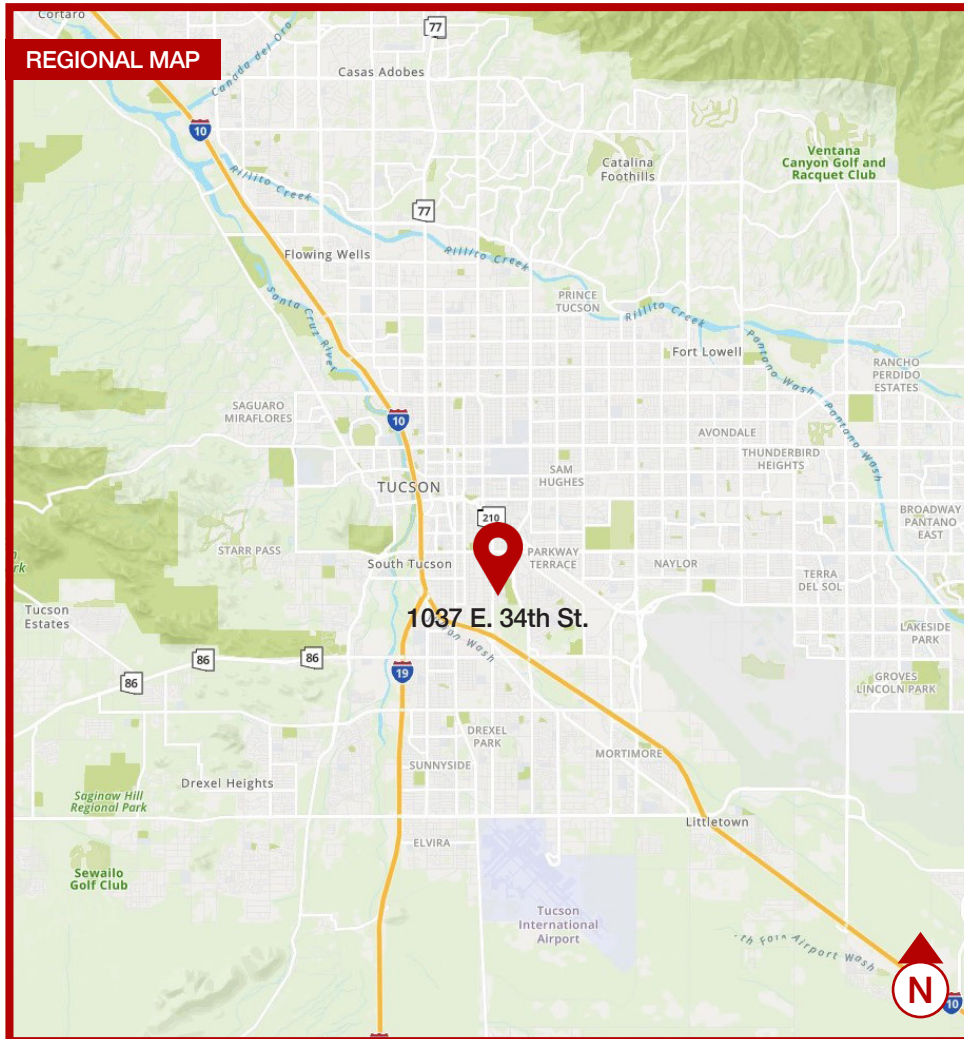 Cortaro
REGIONAL MAP
77
Canada del Oro
Casas Adobes
10
Catalina
Foothills
Ventana
Canyon Golf and
Racquet Club
Rillito Creek
77
Flowing Wells
Rillito Creek
Santa Cruz River
PRINCE
TUCSON
Rillito Creek
Fort Lowell
Pantano Wash
RANCHO
PERDIDO
ESTATES
SAGUARO
MIRAFLORES
10
Pantano Wash
AVONDALE
THUNDERBIRD
HEIGHTS
SAM
HUGHES
TUCSON
210
BROADWAY
PANTANO
EAST
STARR PASS
South Tucson
PARKWAY
TERRACE
NAYLOR
TERRA
DEL SOL
Tucson
Estates
1037 E. 34th St.
Wash
LAKESIDE
PARK
86
86
86
19
GROVES
LINCOLN PARK
DREXEL
PARK
SUNNYSIDE
MORTIMORE
Drexel Heights
Saginaw Hill
Regional Park
Littletown
ELVIRA
Sewailo
Golf Club
Tucson
International
Airport
Airport Wash
N
10